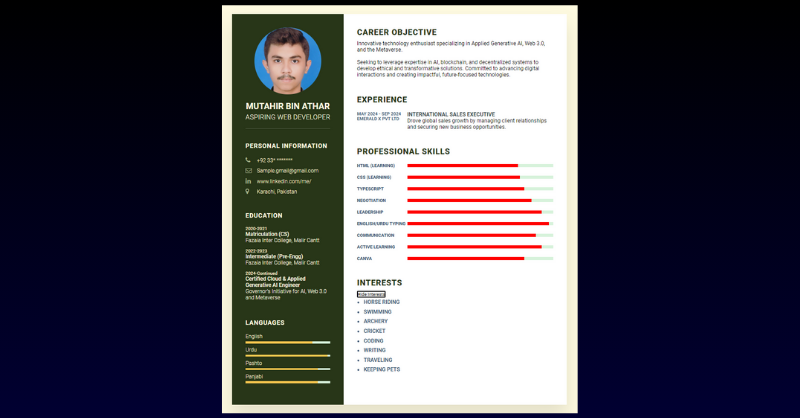 MUTAHIR BIN ATHAR
ASPIRING WEB DEVELOPER
PERSONAL INFORMATION
+92 33* *******
Sample.gmail@gmail.com
www.linkedin.com/me/
Karachi, Pakistan
EDUCATION
Matriculation (CS)
Fazaia Inter College, Malir Cantt
Intermediate (Pre-Engg)
Fazaia Inter College, Malir Cantt
2024-Continued
Certified Cloud & Applied
Generative AI Engineer
Governor's Initiative for AI, Web 3.0
and Metaverse
LANGUAGES
English
Urdu
Pashto
Panjabi
CAREER OBJECTIVE
Innovative technology enthusiast specializing in Applied Generative AI, Web 3.0,
and the Metaverse.
Seeking to leverage expertise in AI, blockchain, and decentralized systems to
develop ethical and transformative solutions. Committed to advancing digital
interactions and creating impactful, future-focused technologies.
EXPERIENCE
MAY 2024 - SEP 2024
EMERALD X PVT LTD
INTERNATIONAL SALES EXECUTIVE
Drove global sales growth by managing client relationships
and securing new business opportunities.
PROFESSIONAL SKILLS
HTML (LEARNING)
CSS (LEARNING)
TYPESCRIPT
NEGOTIATION
LEADERSHIP
ENGLISH/URDU TYPING
COMMUNICATION
ACTIVE LEARNING
CANVA
INTERESTS
Hide Interests
HORSE RIDING
SWIMMING
ARCHERY
CRICKET
CODING
WRITING
TRAVELING
KEEPING PETS